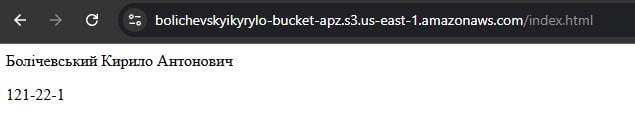 bolichevskyikyrylo-bucket-apz.s3.us-east-1.amazonaws.com/index.html
Болічевський Кирило Антонович
121-22-1